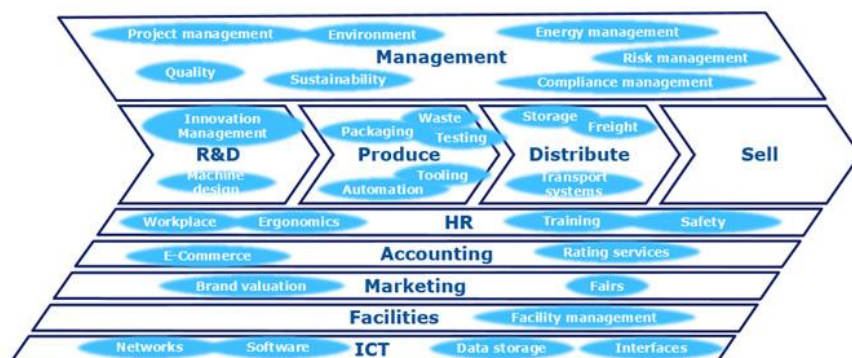 Project management
Environment
Energy management
Management
Risk management
Quality
Sustainability
Compliance management
Innovation
Management
R&D
Machine
design
Waste
Packaging
Testing
Produce
Tooling
Automation
Storage
Freight
Distribute
Transport
systems
Sell
Workplace
Ergonomics
HR
Training
Safety
E-Commerce
Accounting
Rating services
Brand valuation
Marketing
Fairs
Facilities
Facility management
Networks
Software
ICT
Data storage
Interfaces